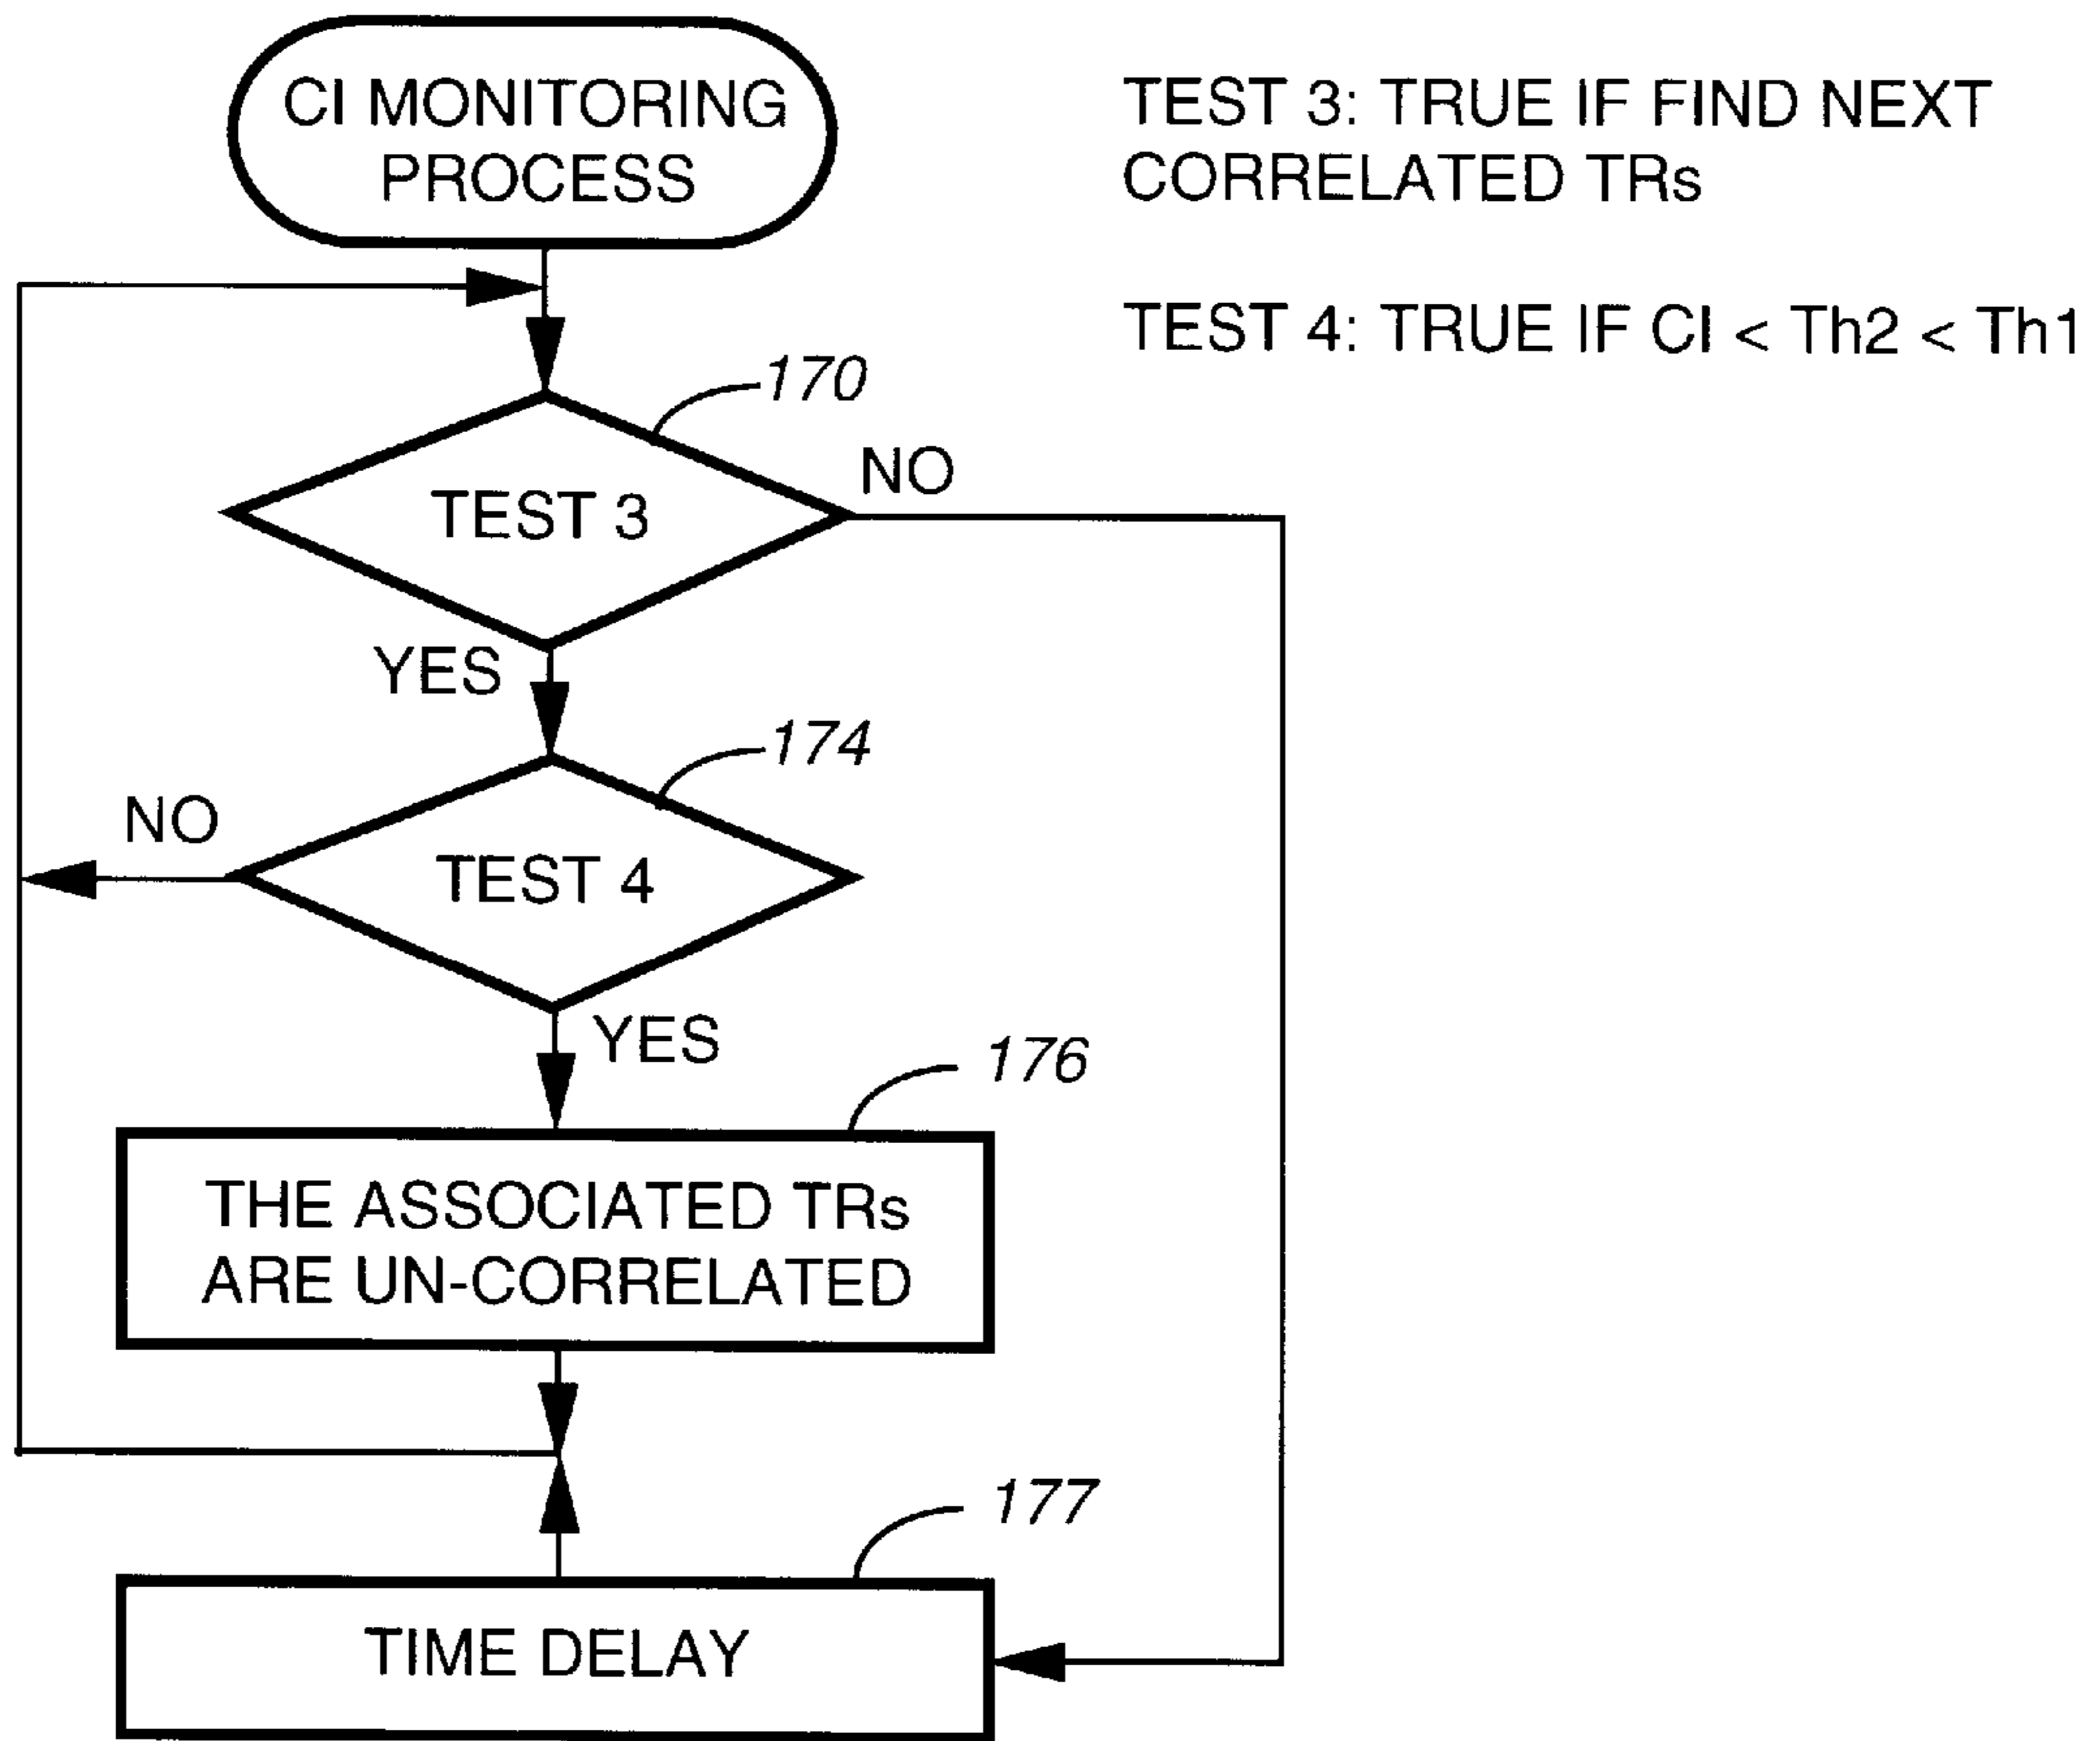 CI MONITORING
PROCESS
TEST 3: TRUE IF FIND NEXT
CORRELATED TRs
TEST 4: TRUE IF CI < Th2 < Th1
170
TEST 3
NO
YES
174
NO
TEST 4
YES
176
THE ASSOCIATED TRs
ARE UN-CORRELATED
177
TIME DELAY